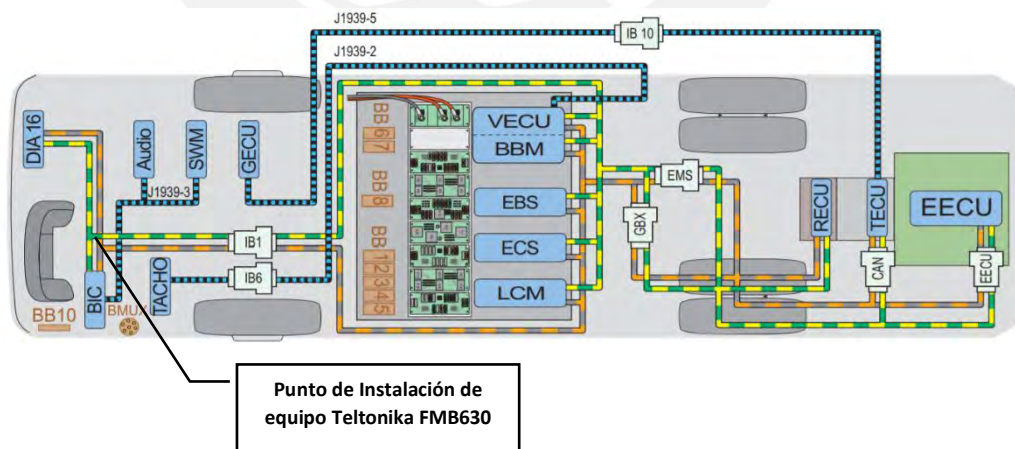 J1939-5
IB 10
J1939-2
DIA 16
Audio
SWM
GECU
J1939-3
BB 6 7
BB 8
BB 1 2 3 4 5
VECU
BBM
EBS
ECS
LCM
EMS
GBX
RECU
TECU
CAN
EECU
EECU
IB1
IB6
BIC
TACHO
BMUX
BB10
Punto de Instalación de
equipo Teltonika FMB630